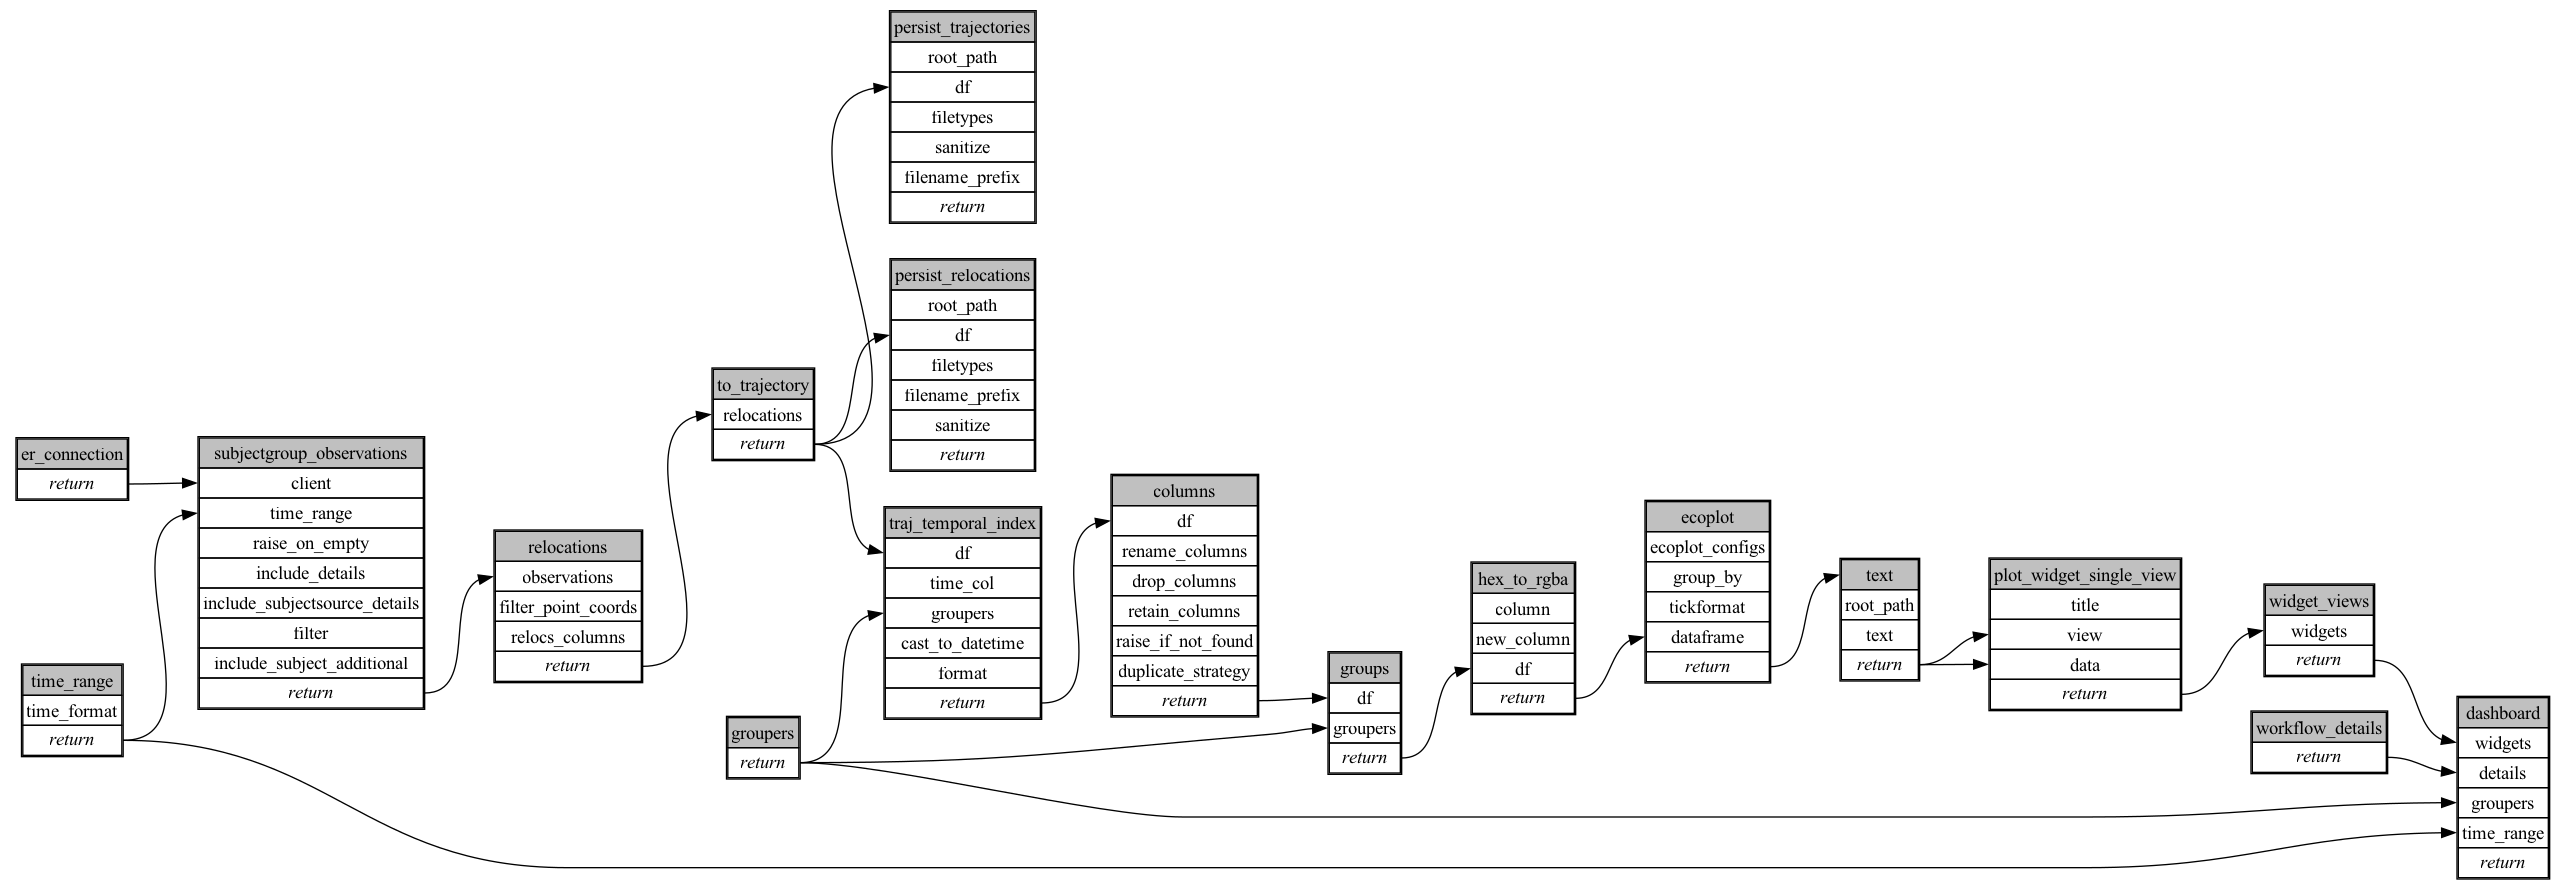 persist_trajectories
root_path
df
filetypes
sanitize
filename_prefix
return
persist_relocations
root_path
df
filetypes
filename_prefix
sanitize
return
to_trajectory
relocations
return
er_connection
return
subjectgroup_observations
client
time_range
raise_on_empty
include_details
include_subjectsource_details
filter
include_subject_additional
return
time_range
time_format
return
relocations
observations
filter_point_coords
relocs_columns
return
traj_temporal_index
df
time_col
groupers
cast_to_datetime
format
return
groupers
return
columns
df
rename_columns
drop_columns
retain_columns
raise_if_not_found
duplicate_strategy
return
groups
df
groupers
return
hex_to_rgba
column
new_column
df
return
ecoplot
ecoplot_configs
group_by
tickformat
dataframe
return
text
root_path
text
return
plot_widget_single_view
title
view
data
return
widget_views
widgets
return
workflow_details
return
dashboard
widgets
details
groupers
time_range
return